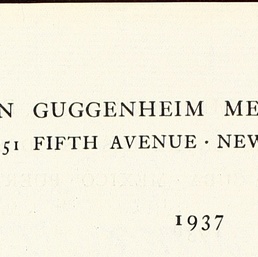 N GUGGENHEIM ME
51 FIFTH AVENUE · NEW
1937